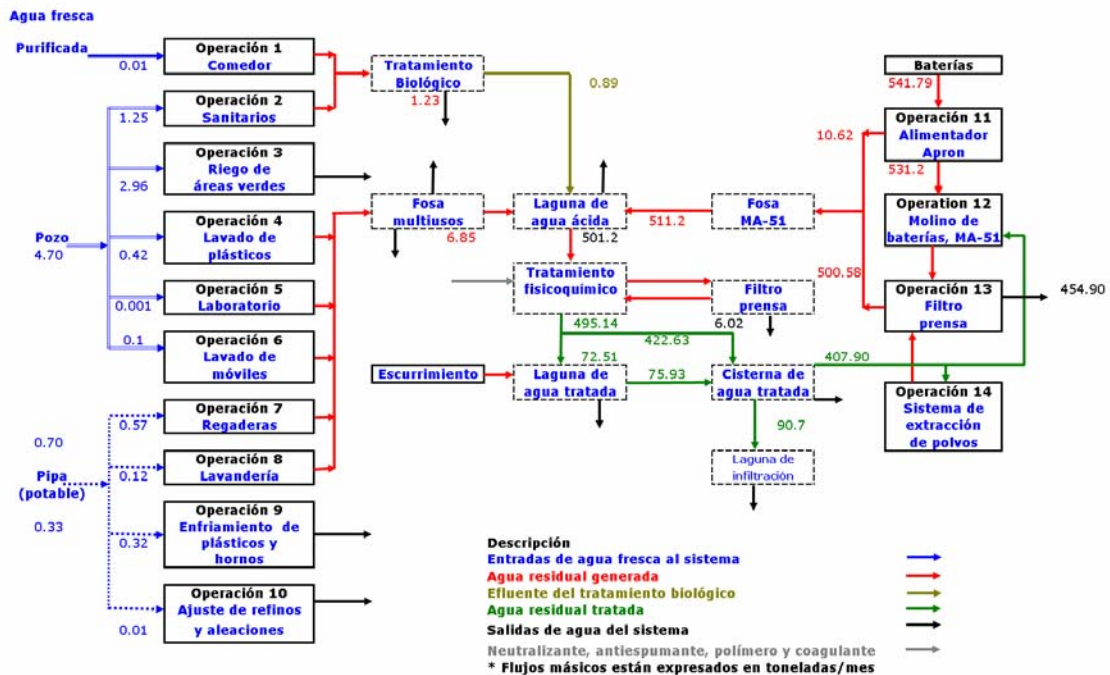 Agua fresca
Purificada
0.01
Operación 1
Comedor
1.25
Operación 2
Sanitarios
2.96
Operación 3
Riego de
áreas verdes
Pozo
4.70
0.42
Operación 4
Lavado de
plásticos
0.001
Operación 5
Laboratorio
0.1
Operación 6
Lavado de
móviles
0.70
Pipa
(potable)
0.33
0.57
Operación 7
Regaderas
0.12
Operación 8
Lavandería
0.32
Operación 9
Enfriamiento de
plásticos y
hornos
0.01
Operación 10
Ajuste de refinos
y aleaciones
Tratamiento
Biológico
1.23
0.89
Fosa
multiusos
6.85
Laguna de
agua ácida
501.2
511.2
Fosa
MA-51
Tratamiento
fisicoquímico
Filtro
prensa
6.02
495.14
422.63
72.51
Escurrimiento
Laguna de
agua tratada
75.93
Cisterna de
agua tratada
407.90
90.7
Laguna de
infiltración
Baterías
541.79
10.62
Operación 11
Alimentador
Apron
531.2
Operation 12
Molino de
baterías, MA-51
500.58
Operación 13
Filtro
prensa
454.90
Operación 14
Sistema de
extracción
de polvos
Descripción
Entradas de agua fresca al sistema
Agua residual generada
Efluente del tratamiento biológico
Agua residual tratada
Salidas de agua del sistema
Neutralizante, antiespumante, polímero y coagulante
* Flujos másicos están expresados en toneladas/mes